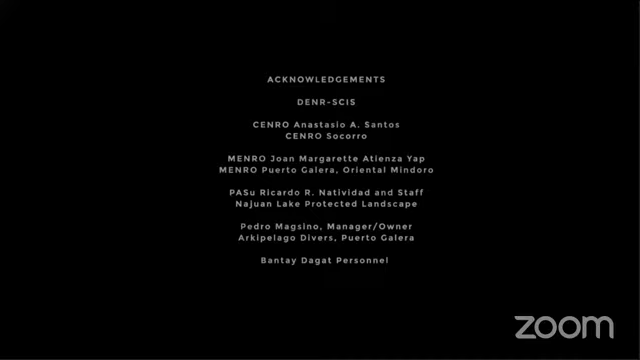 ACKNOWLEDGEMENTS
DENR-SCIS
CENRO Anastasio A. Santos
CENRO Socorro
MENRO Joan Margarette Atienza Yap
MENRO Puerto Galera, Oriental Mindoro
PASu Ricardo R. Natividad and Staff
Najuan Lake Protected Landscape
Pedro Magsino, Manager/Owner
Arkipelago Divers, Puerto Galera
Bantay Dagat Personnel
zoom